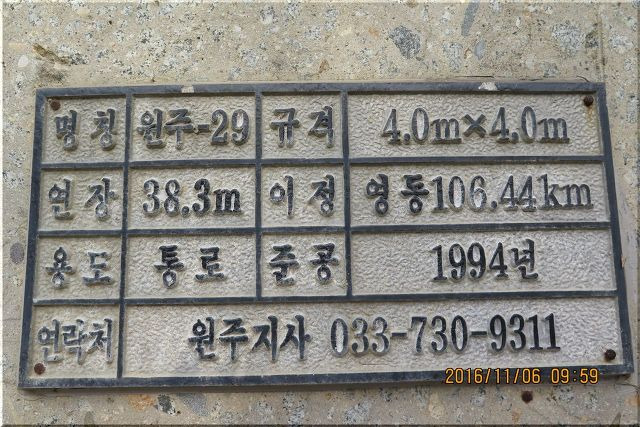 명칭 원주-29 규격 4.0m×4.0m
연장 38.3m 이정 영동106.44km
용도 통로 준공 1994년
연락처 원주지사 033-730-9311
2016/11/06 09:59